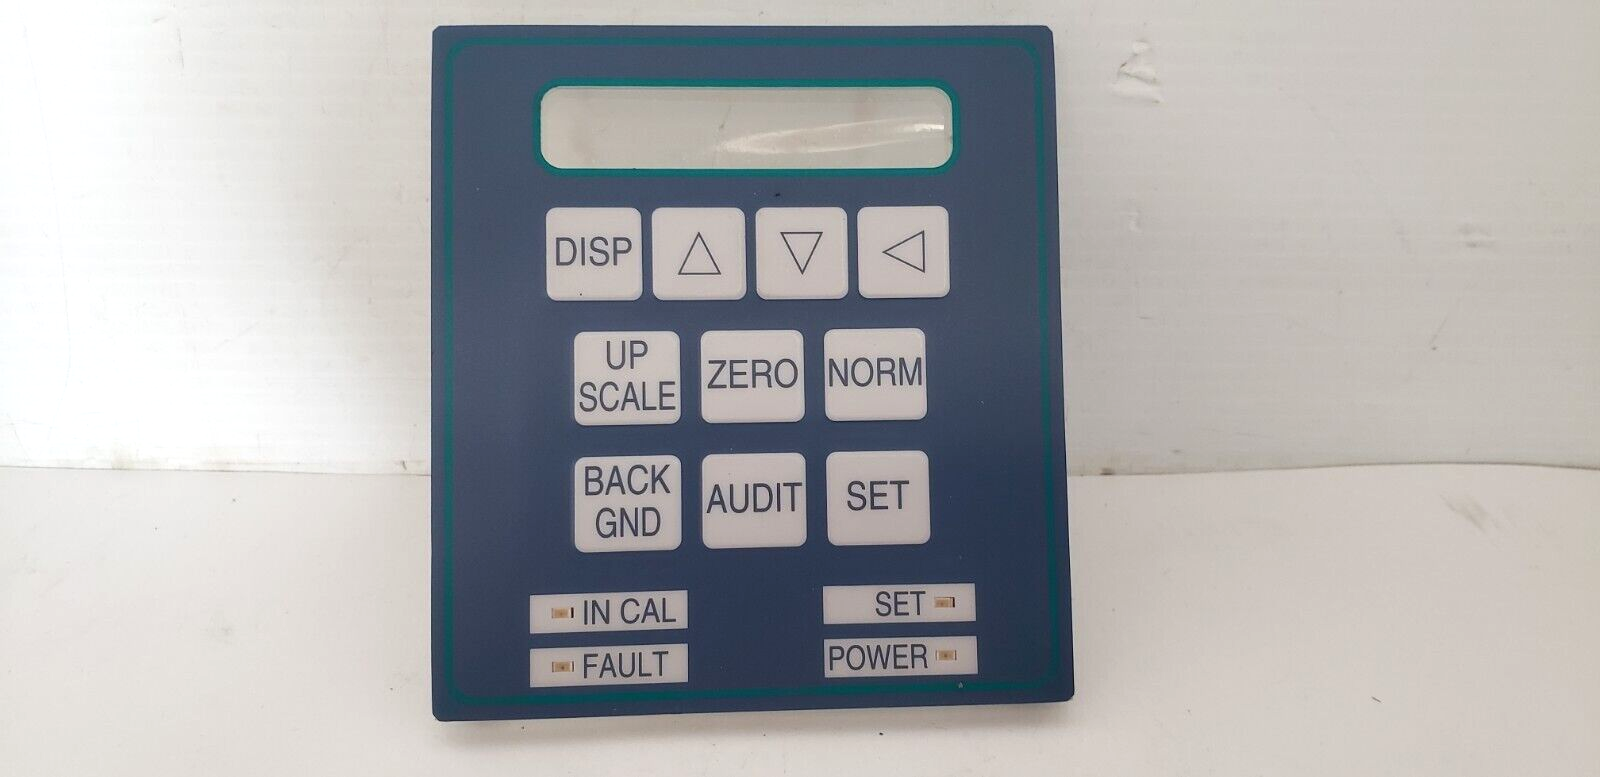 DISP
UP
SCALE
ZERO
NORM
BACK
GND
AUDIT
SET
IN CAL
SET
FAULT
POWER